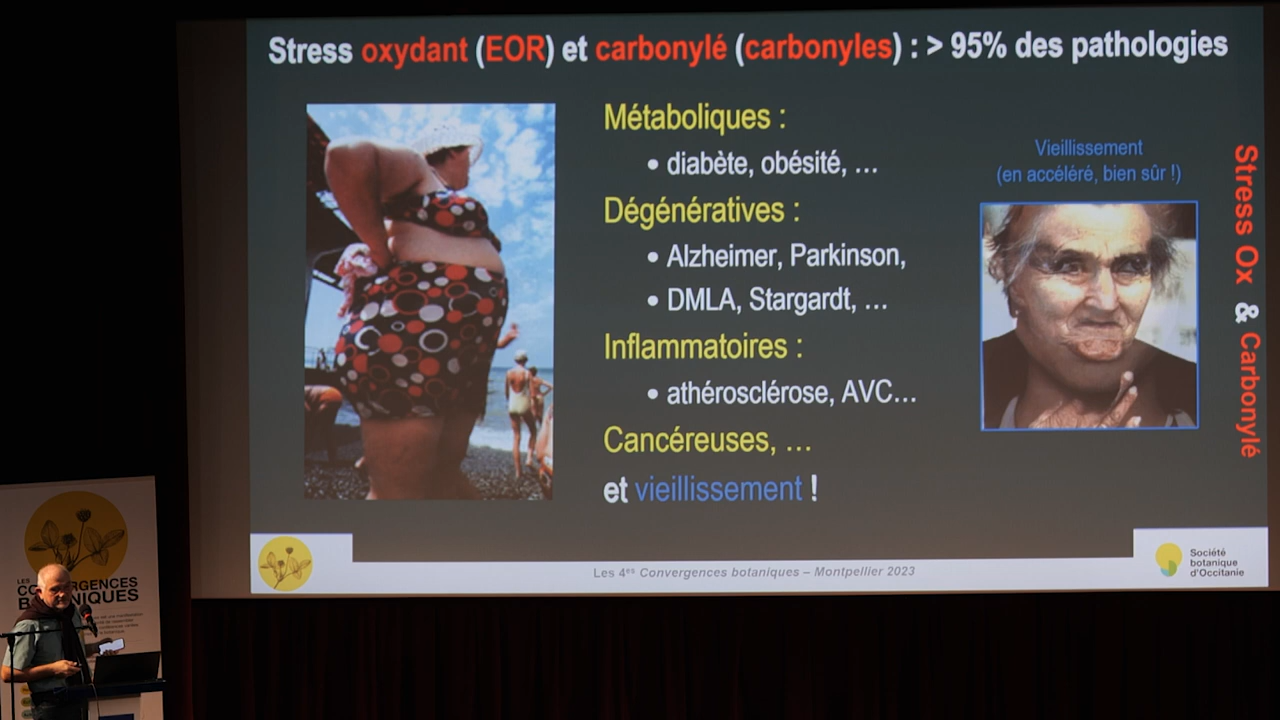 Stress oxydant (EOR) et carbonylé (carbonyles) : > 95% des pathologies
Métaboliques :
• diabète, obésité, …
Dégénératives :
• Alzheimer, Parkinson,
• DMLA, Stargardt, …
Inflammatoires :
• athérosclérose, AVC…
Cancéreuses, …
et vieillissement !
Vieillissement
(en accéléré, bien sûr !)
Stress Ox & Carbonylé
Les 4es Convergences botaniques – Montpellier 2023
Société
botanique
d'Occitanie
LES